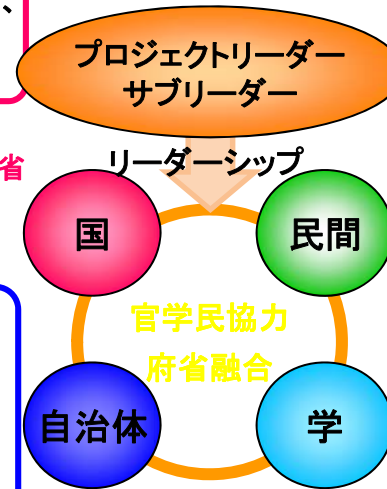 、
プロジェクトリーダー
サブリーダー
省
リーダーシップ
国
民間
官学民協力
府省融合
自治体
学